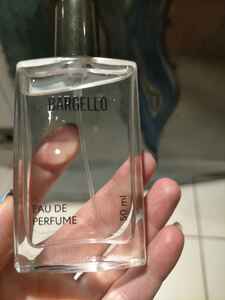 BARGELLO
EAU DE
PERFUME
50 ml